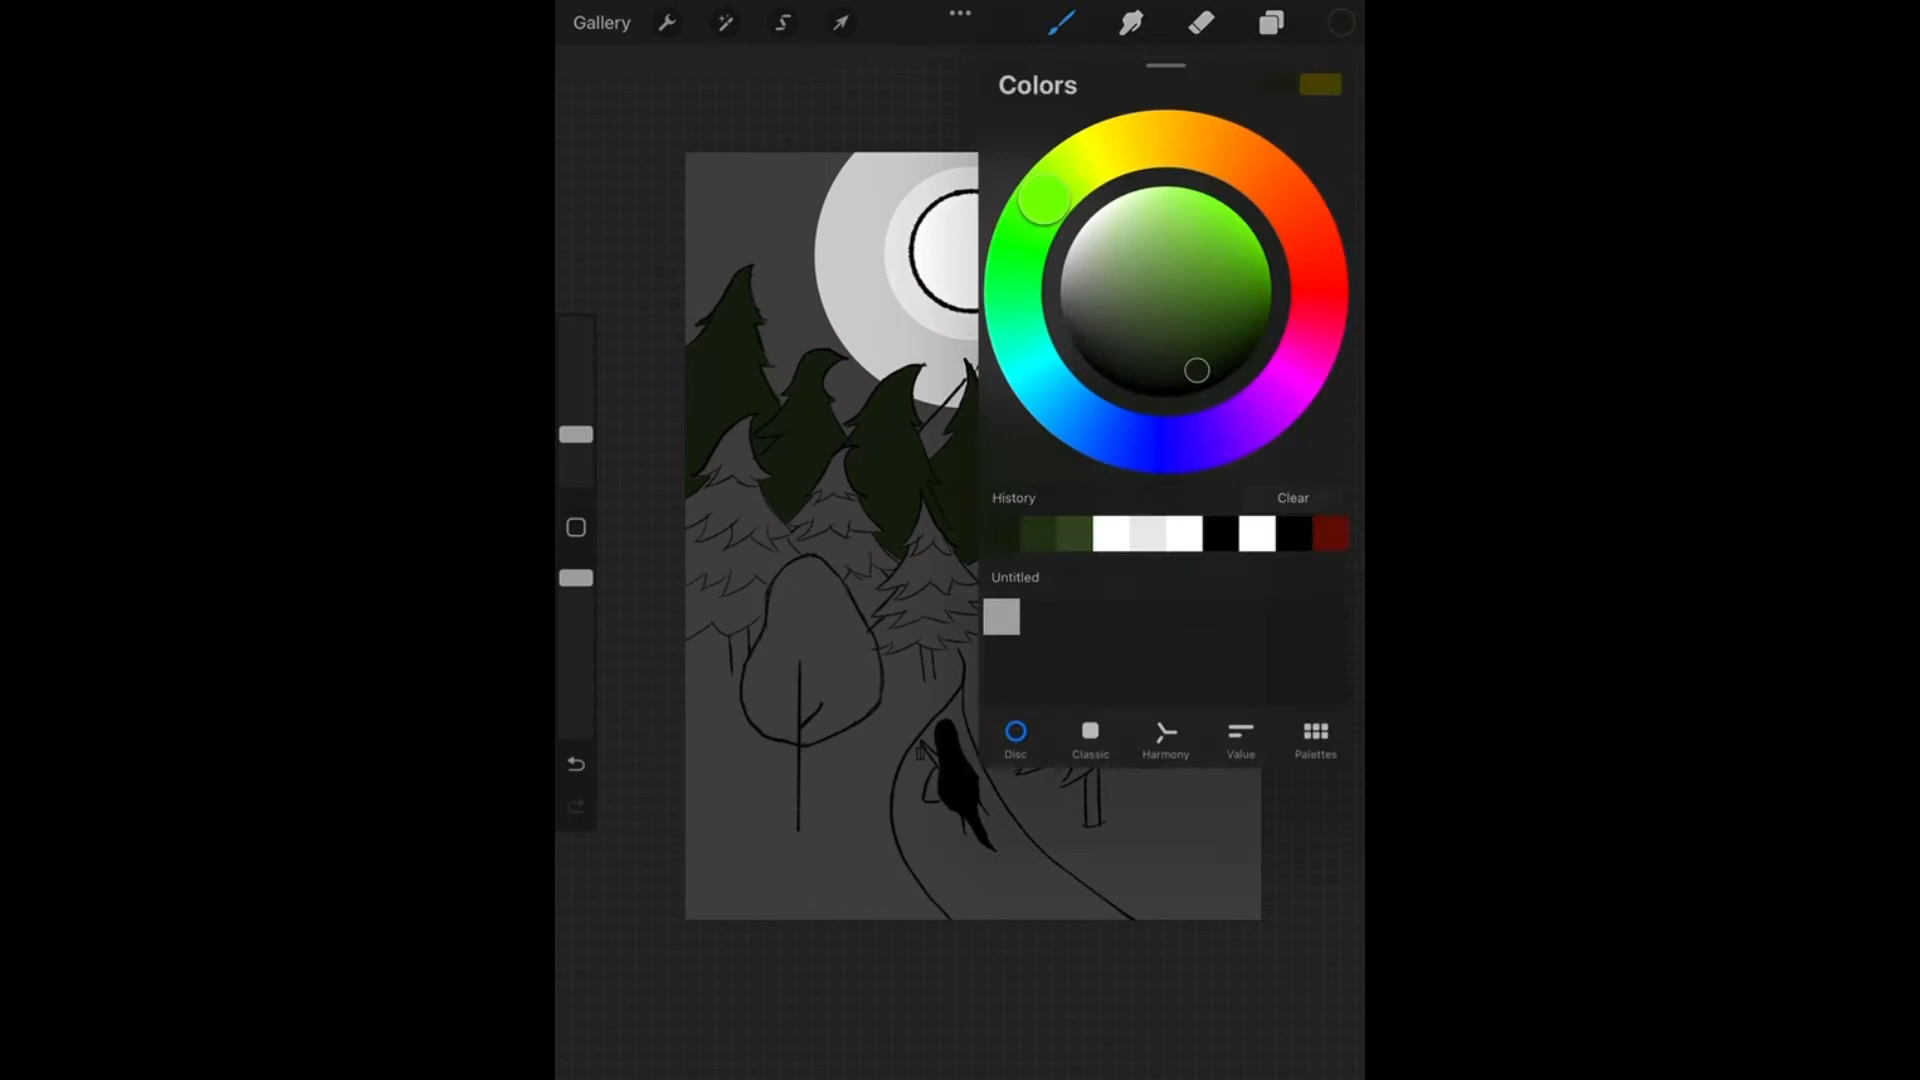 Gallery
Colors
History Clear
Untitled
Disc Classic Harmony Value Palettes